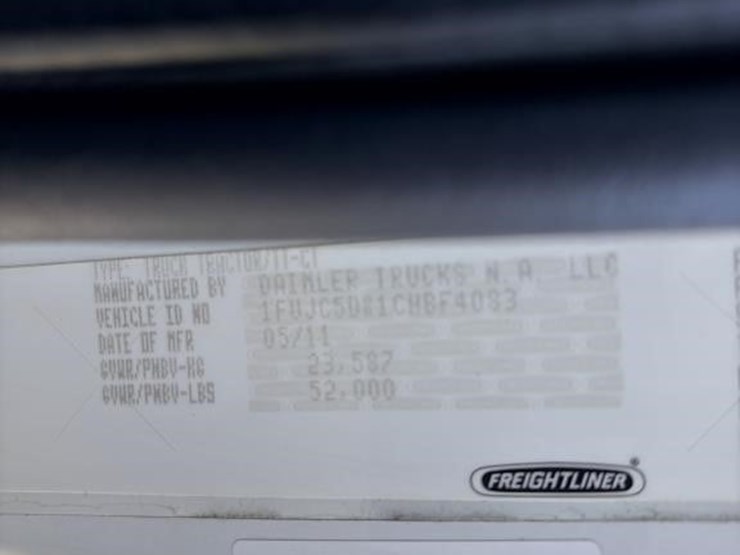 TYPE: TRUCK TRACTOR/TT-CT
MANUFACTURED BY DAIMLER TRUCKS N.A. LLC
VEHICLE ID NO
DATE OF MFR 05/11
GVWR/PNBV-KG 23,587
GVWR/PNBV-LBS 52,000
FREIGHTLINER